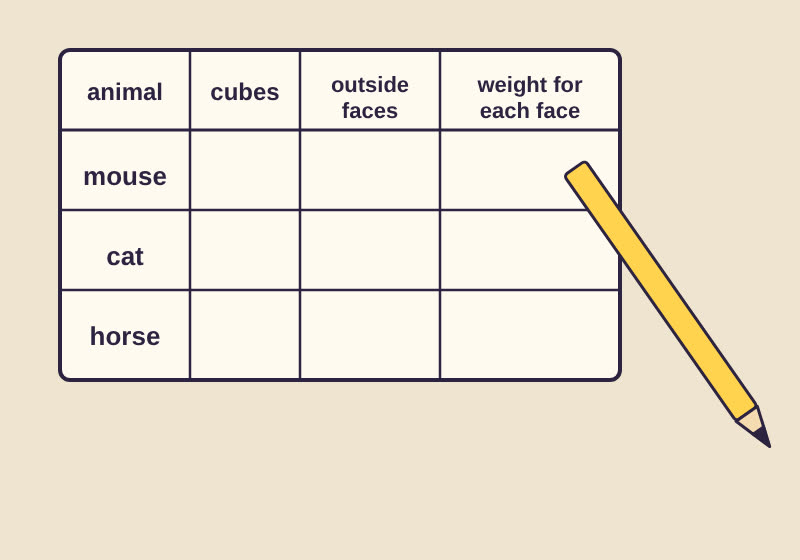 animal cubes outside faces weight for each face
mouse
cat
horse